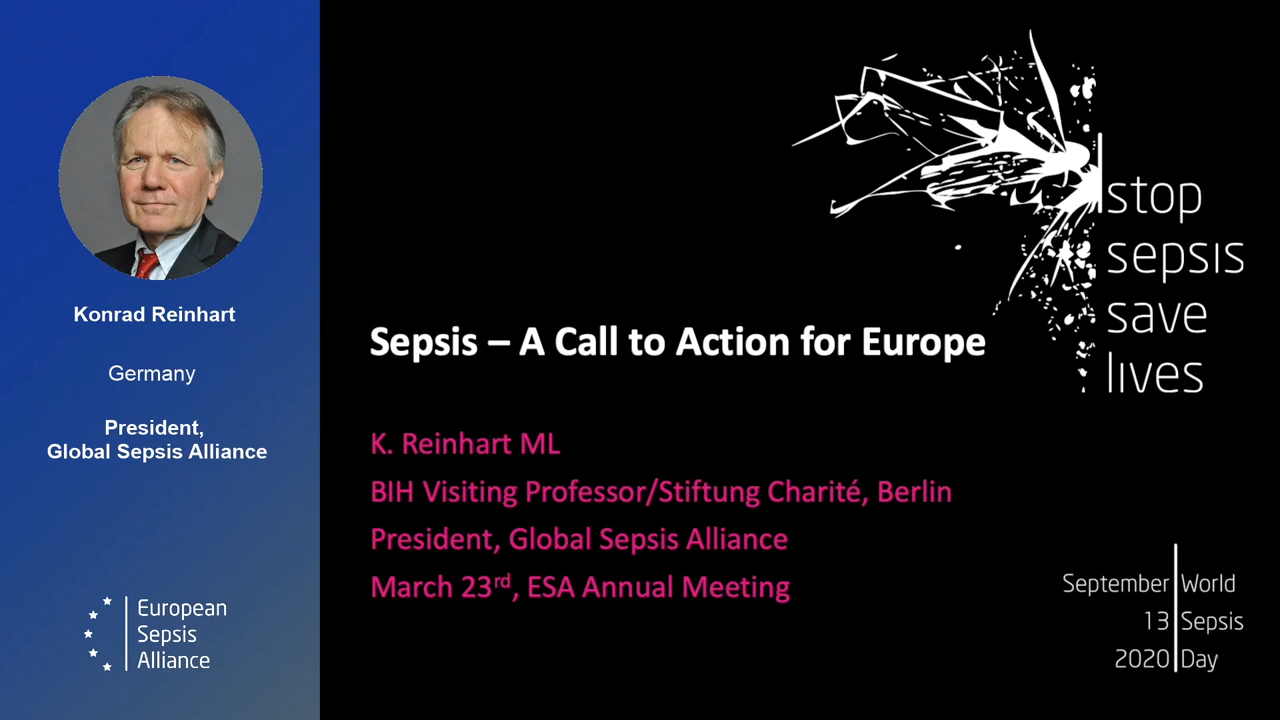 Konrad Reinhart
Germany
President,
Global Sepsis Alliance
European
Sepsis
Alliance
stop
sepsis
save
lives
Sepsis – A Call to Action for Europe
K. Reinhart ML
BIH Visiting Professor/Stiftung Charité, Berlin
President, Global Sepsis Alliance
March 23rd, ESA Annual Meeting
September World
13 Sepsis
2020 Day